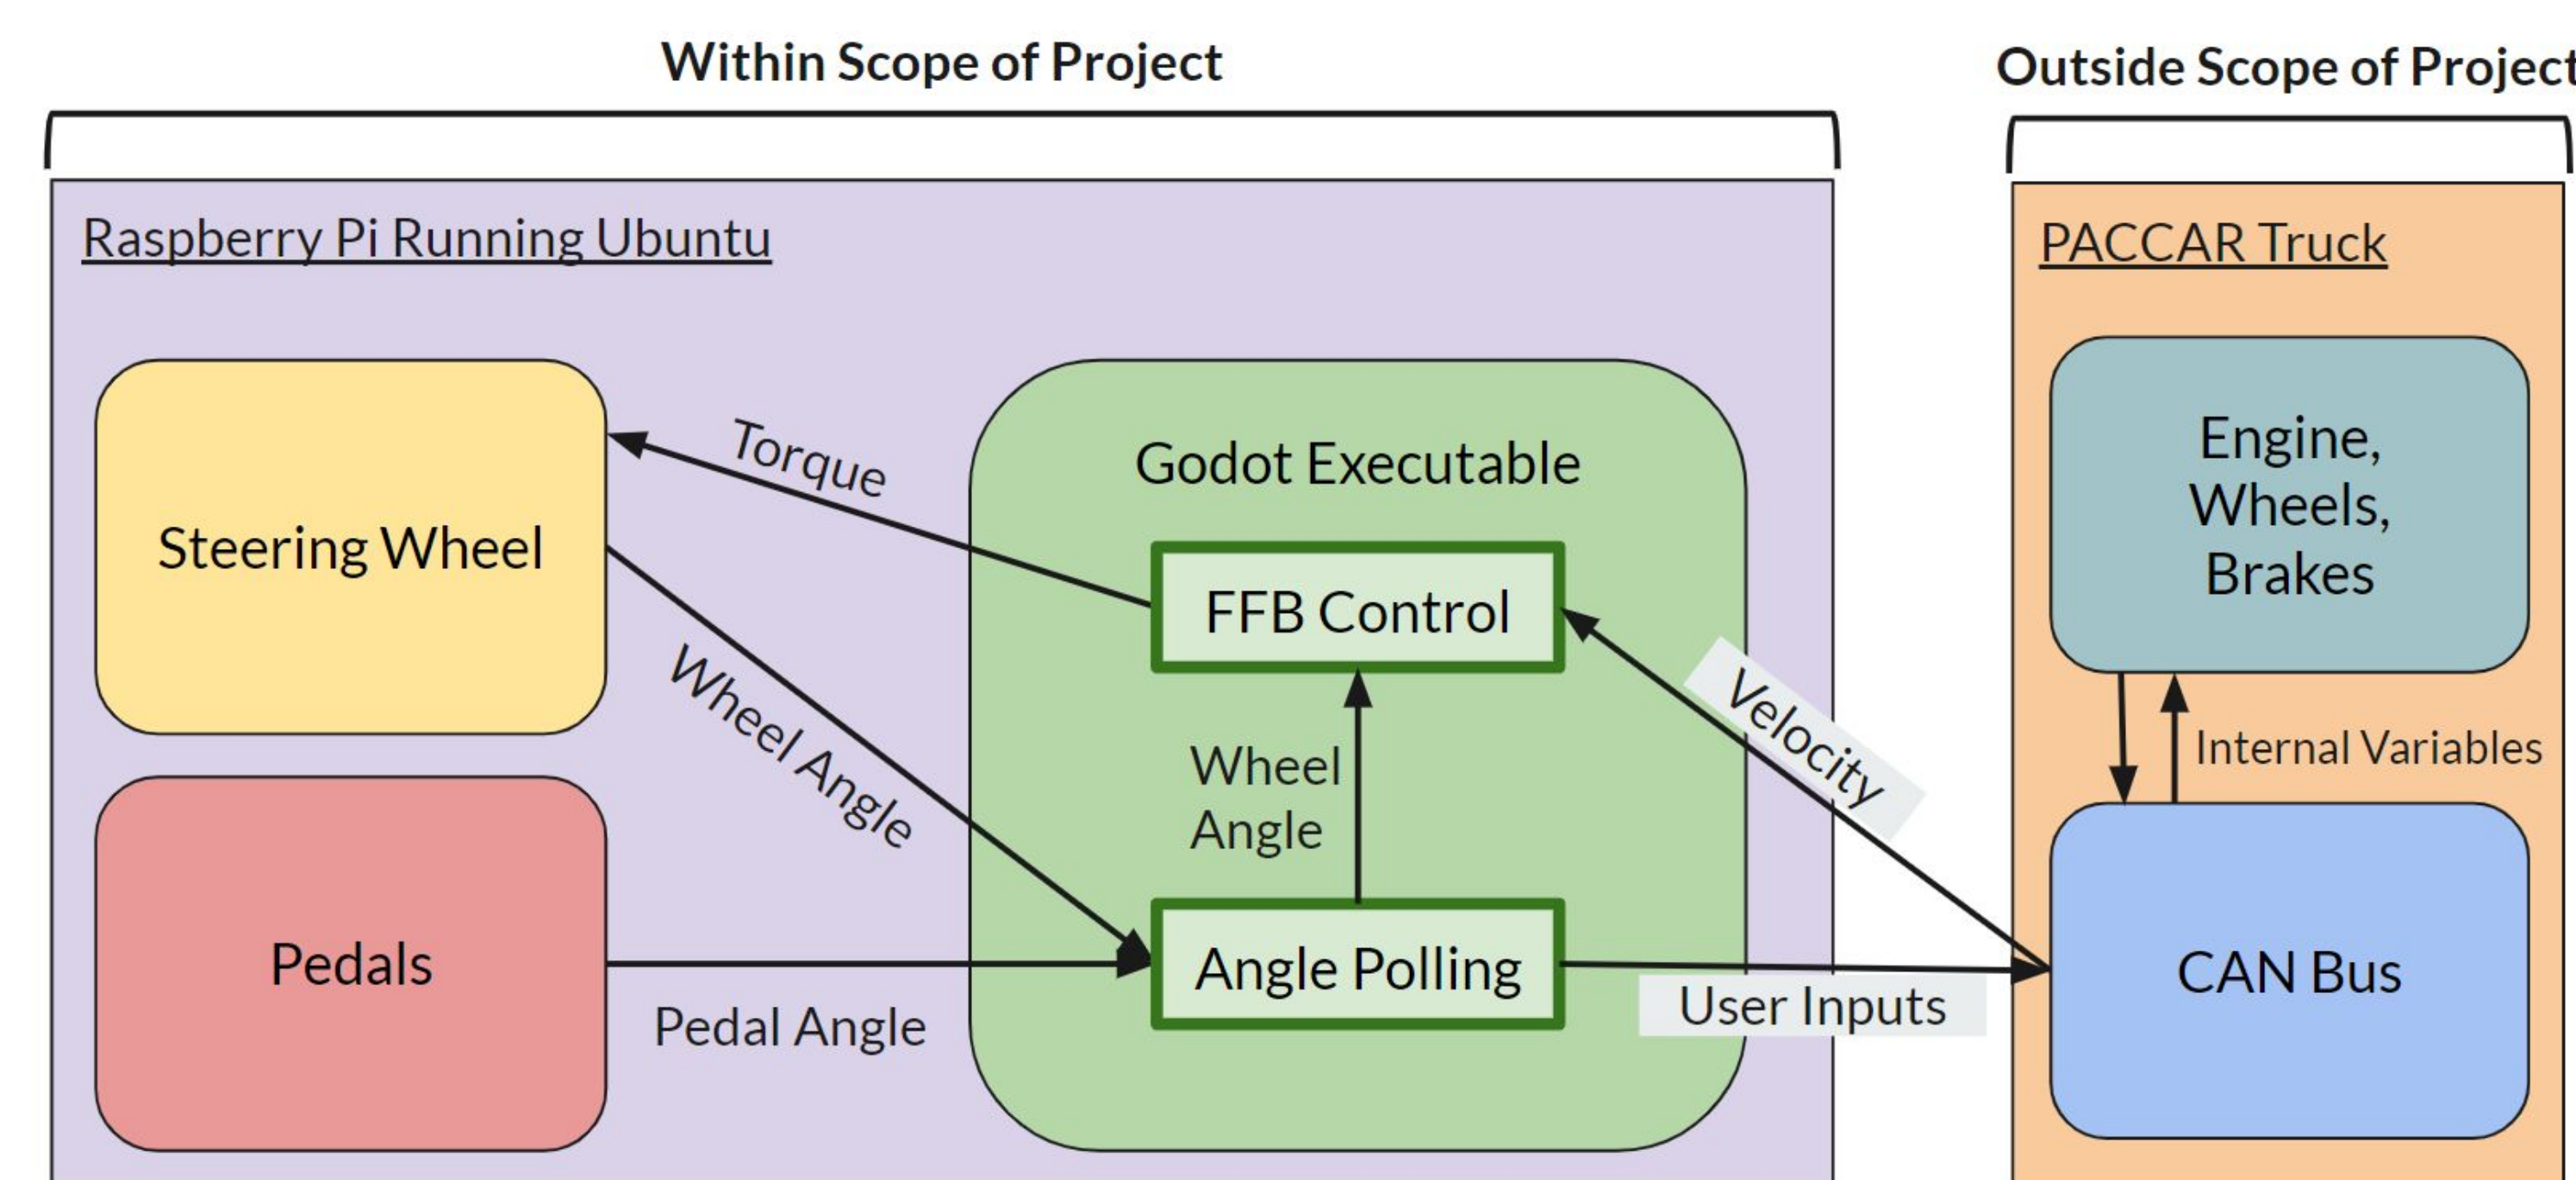 Within Scope of Project
Outside Scope of Project
Raspberry Pi Running Ubuntu
PACCAR Truck
Steering Wheel
Pedals
Torque
Wheel Angle
Pedal Angle
Godot Executable
FFB Control
Wheel
Angle
Angle Polling
Velocity
User Inputs
Engine,
Wheels,
Brakes
Internal Variables
CAN Bus